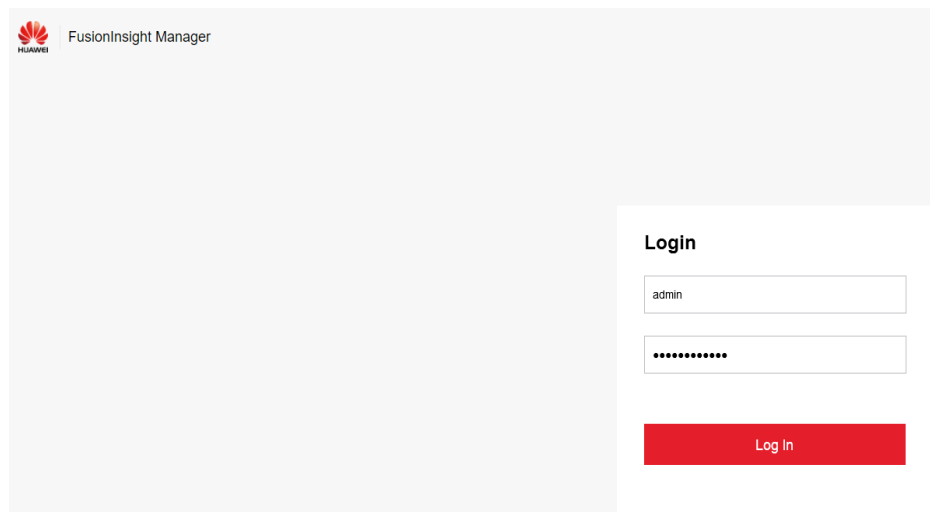 HUAWEI
FusionInsight Manager
Login
admin
••••••••••••
Log In